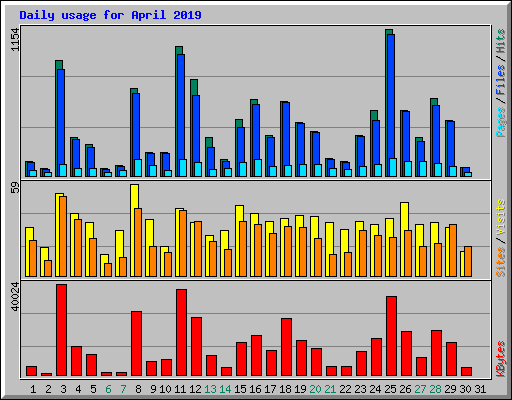 Daily usage for April 2019
1154
Pages / Files / Hits
59
Sites / Visits
40024
KBytes
1 2 3 4 5 6 7 8 9 10 11 12 13 14 15 16 17 18 19 20 21 22 23 24 25 26 27 28 29 30 31